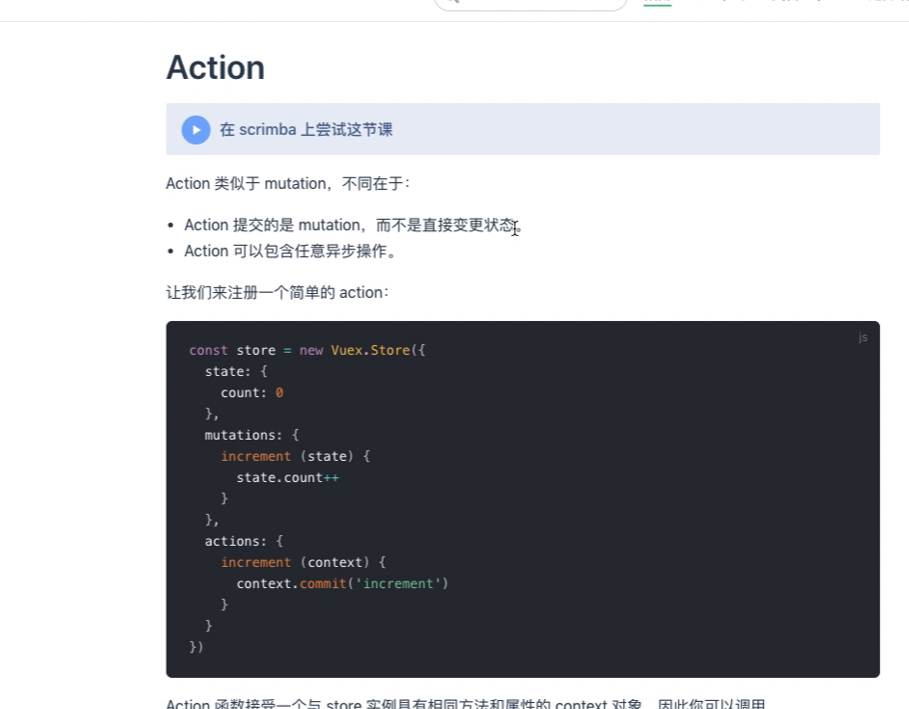 Action
在 scrimba 上尝试这节课
Action 类似于 mutation，不同在于：
• Action 提交的是 mutation，而不是直接变更状态。
• Action 可以包含任意异步操作。
让我们来注册一个简单的 action：
js
const store = new Vuex.Store({
  state: {
    count: 0
  },
  mutations: {
    increment (state) {
      state.count++
    }
  },
  actions: {
    increment (context) {
      context.commit('increment')
    }
  }
})
Action 函数接受一个与 store 实例具有相同方法和属性的 context 对象，因此你可以调用